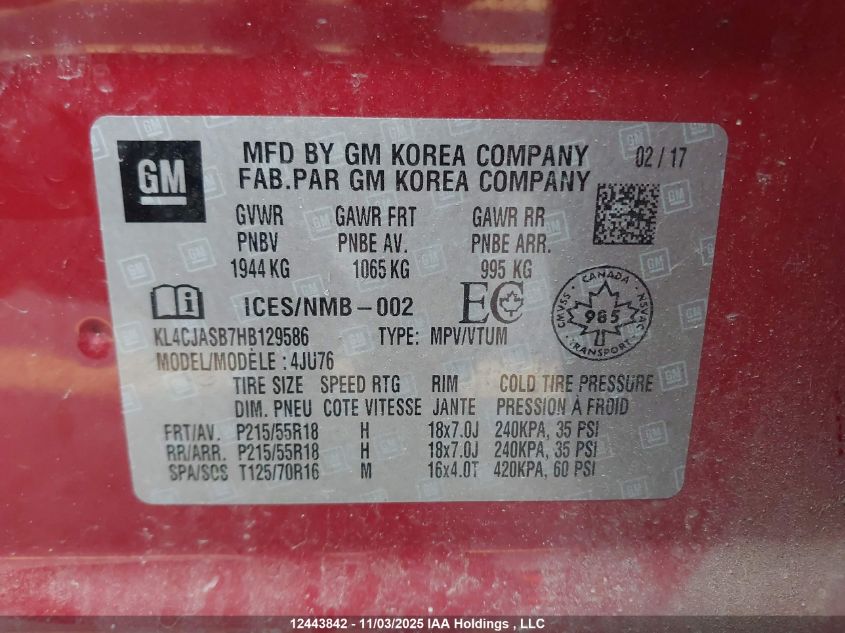 GM
MFD BY GM KOREA COMPANY 02 / 17
FAB.PAR GM KOREA COMPANY
GVWR GAWR FRT GAWR RR
PNBV PNBE AV. PNBE ARR.
1944 KG 1065 KG 995 KG
ICES/NMB-002 EC
CANADA
CMVSS 985 NSVAC
TRANSPORT
KL4CJASB7HB129586 TYPE: MPV/VTUM
MODEL/MODÈLE : 4JU76
TIRE SIZE SPEED RTG RIM COLD TIRE PRESSURE
DIM. PNEU COTE VITESSE JANTE PRESSION À FROID
FRT/AV. P215/55R18 H 18x7.0J 240KPA, 35 PSI
RR/ARR. P215/55R18 H 18x7.0J 240KPA, 35 PSI
SPA/SCS T125/70R16 M 16x4.0T 420KPA, 60 PSI
12443842 - 11/03/2025 IAA Holdings , LLC